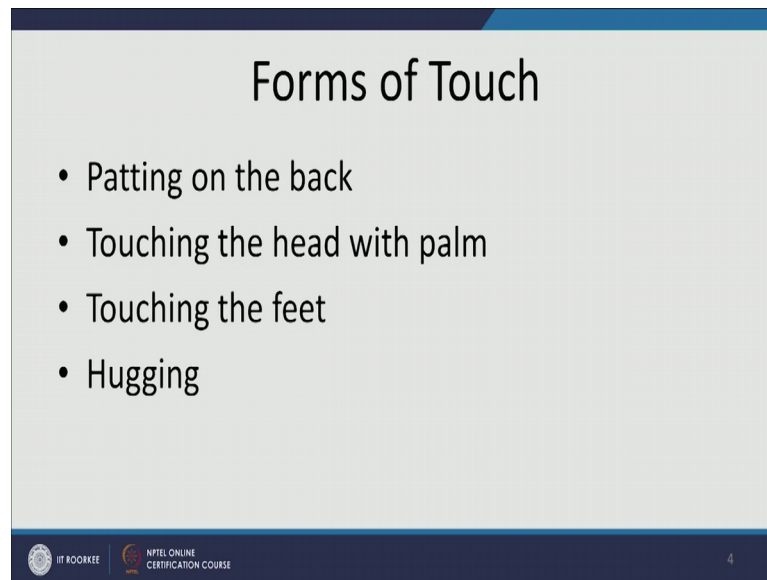 Forms of Touch
• Patting on the back
• Touching the head with palm
• Touching the feet
• Hugging
IIT ROORKEE
NPTEL
NPTEL ONLINE
CERTIFICATION COURSE
4